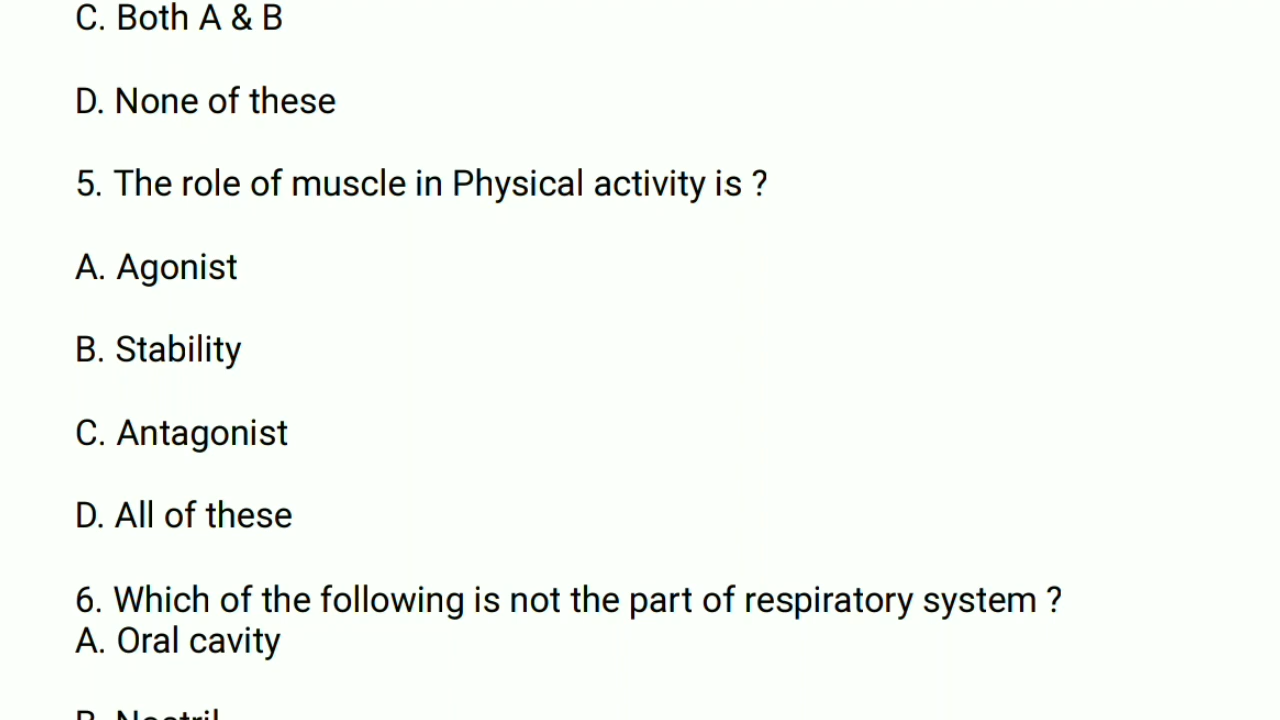 C. Both A & B
D. None of these
5. The role of muscle in Physical activity is ?
A. Agonist
B. Stability
C. Antagonist
D. All of these
6. Which of the following is not the part of respiratory system ?
A. Oral cavity
B. Nostril